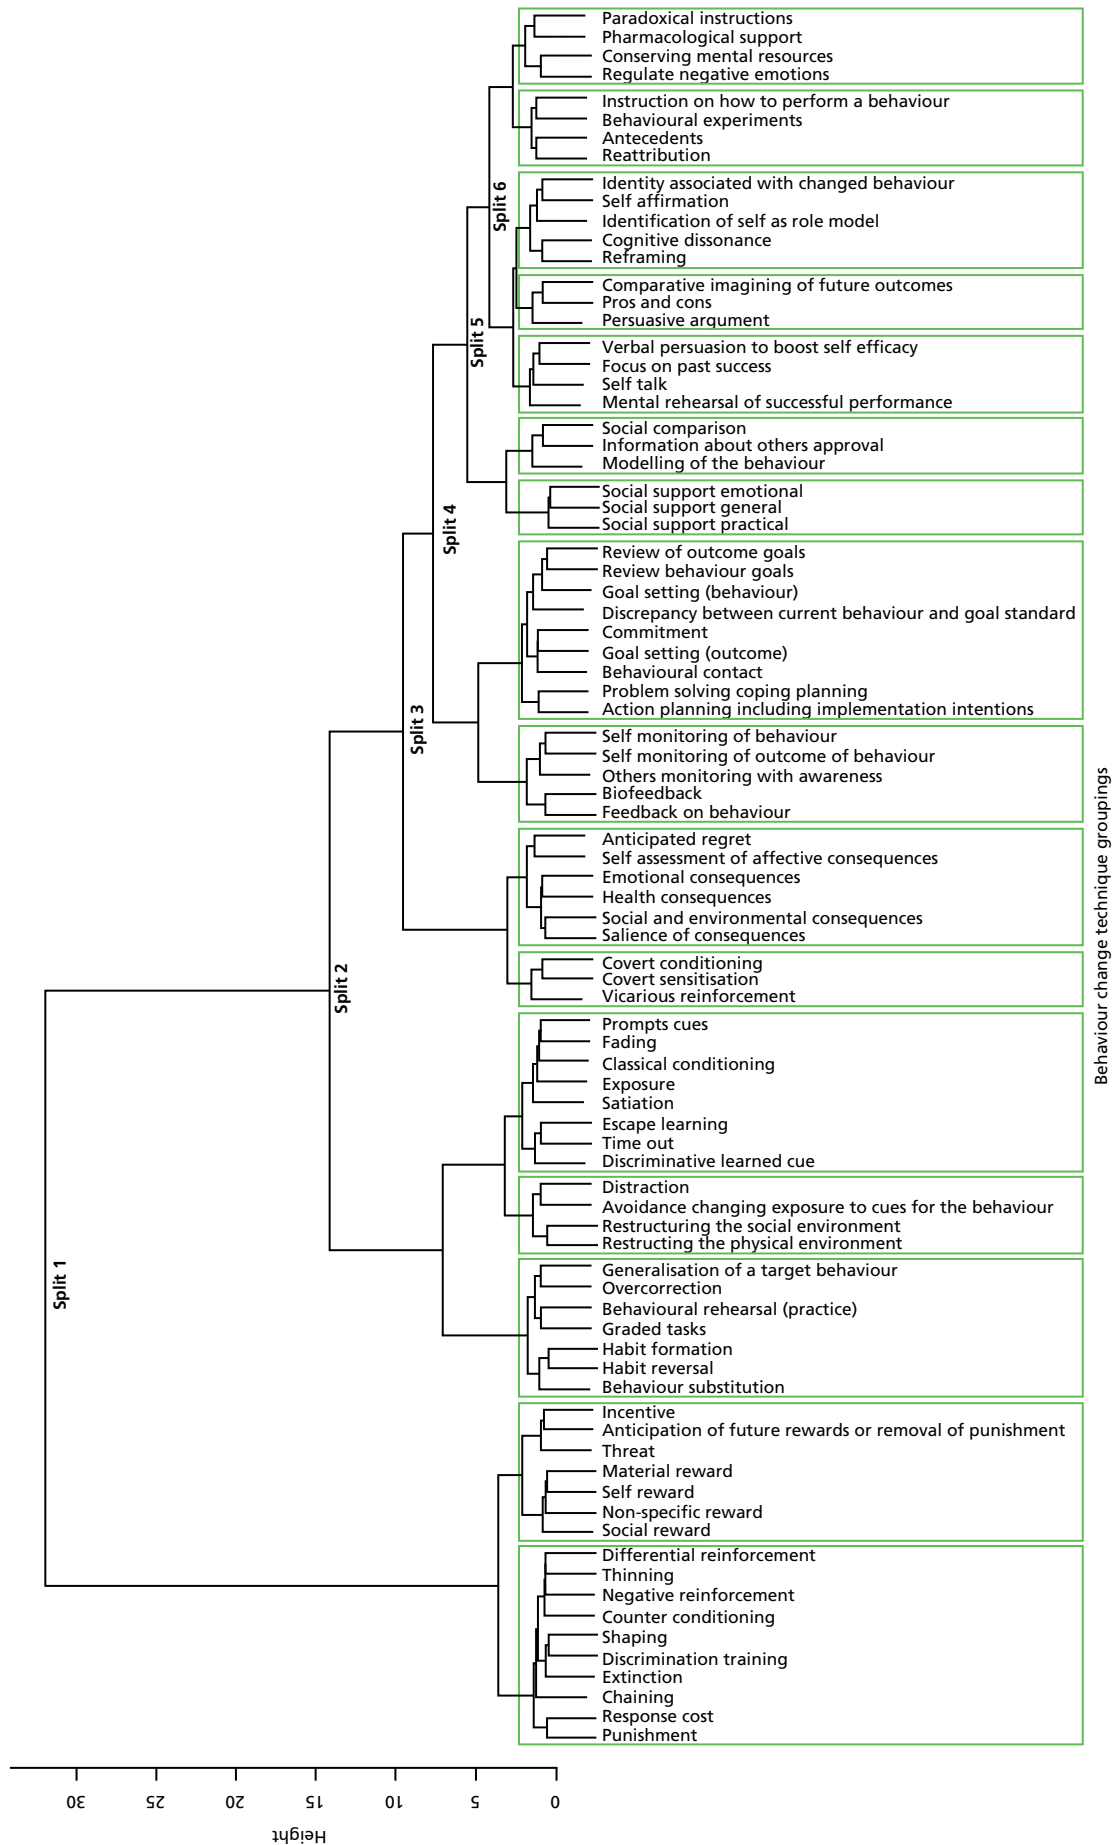 Paradoxical instructions
Pharmacological support
Conserving mental resources
Regulate negative emotions
Instruction on how to perform a behaviour
Behavioural experiments
Antecedents
Reattribution
Identity associated with changed behaviour
Self affirmation
Identification of self as role model
Cognitive dissonance
Reframing
Comparative imagining of future outcomes
Pros and cons
Persuasive argument
Verbal persuasion to boost self efficacy
Focus on past success
Self talk
Mental rehearsal of successful performance
Social comparison
Information about others approval
Modelling of the behaviour
Social support emotional
Social support general
Social support practical
Review of outcome goals
Review behaviour goals
Goal setting (behaviour)
Discrepancy between current behaviour and goal standard
Commitment
Goal setting (outcome)
Behavioural contact
Problem solving coping planning
Action planning including implementation intentions
Self monitoring of behaviour
Self monitoring of outcome of behaviour
Others monitoring with awareness
Biofeedback
Feedback on behaviour
Anticipated regret
Self assessment of affective consequences
Emotional consequences
Health consequences
Social and environmental consequences
Salience of consequences
Covert conditioning
Covert sensitisation
Vicarious reinforcement
Prompts cues
Fading
Classical conditioning
Exposure
Satiation
Escape learning
Time out
Discriminative learned cue
Distraction
Avoidance changing exposure to cues for the behaviour
Restructuring the social environment
Restructing the physical environment
Generalisation of a target behaviour
Overcorrection
Behavioural rehearsal (practice)
Graded tasks
Habit formation
Habit reversal
Behaviour substitution
Incentive
Anticipation of future rewards or removal of punishment
Threat
Material reward
Self reward
Non-specific reward
Social reward
Differential reinforcement
Thinning
Negative reinforcement
Counter conditioning
Shaping
Discrimination training
Extinction
Chaining
Response cost
Punishment
Split 6
Split 5
Split 4
Split 3
Split 2
Split 1
Behaviour change technique groupings
30
25
20
15
10
5
0
Height